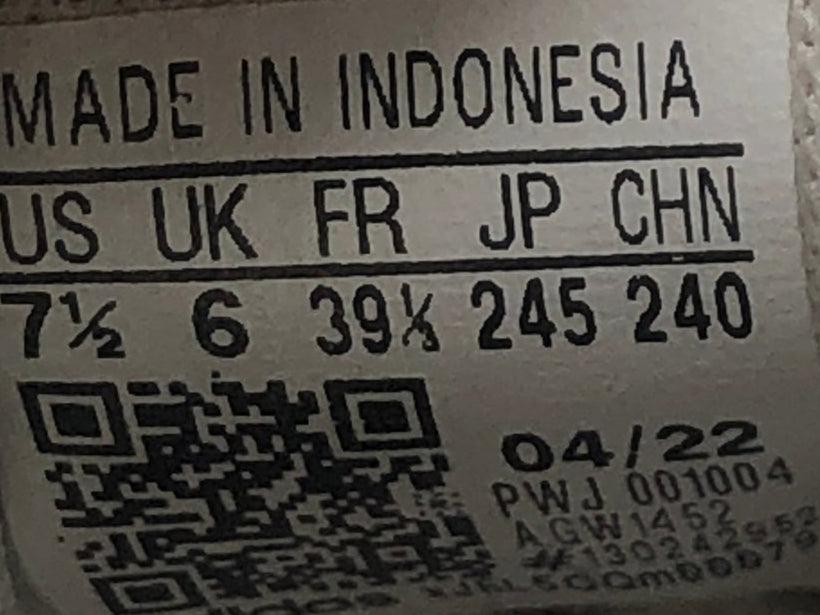 MADE IN INDONESIA
US UK FR JP CHN
7½ 6 39⅓ 245 240
04/22
PWJ 001004
AGW1452